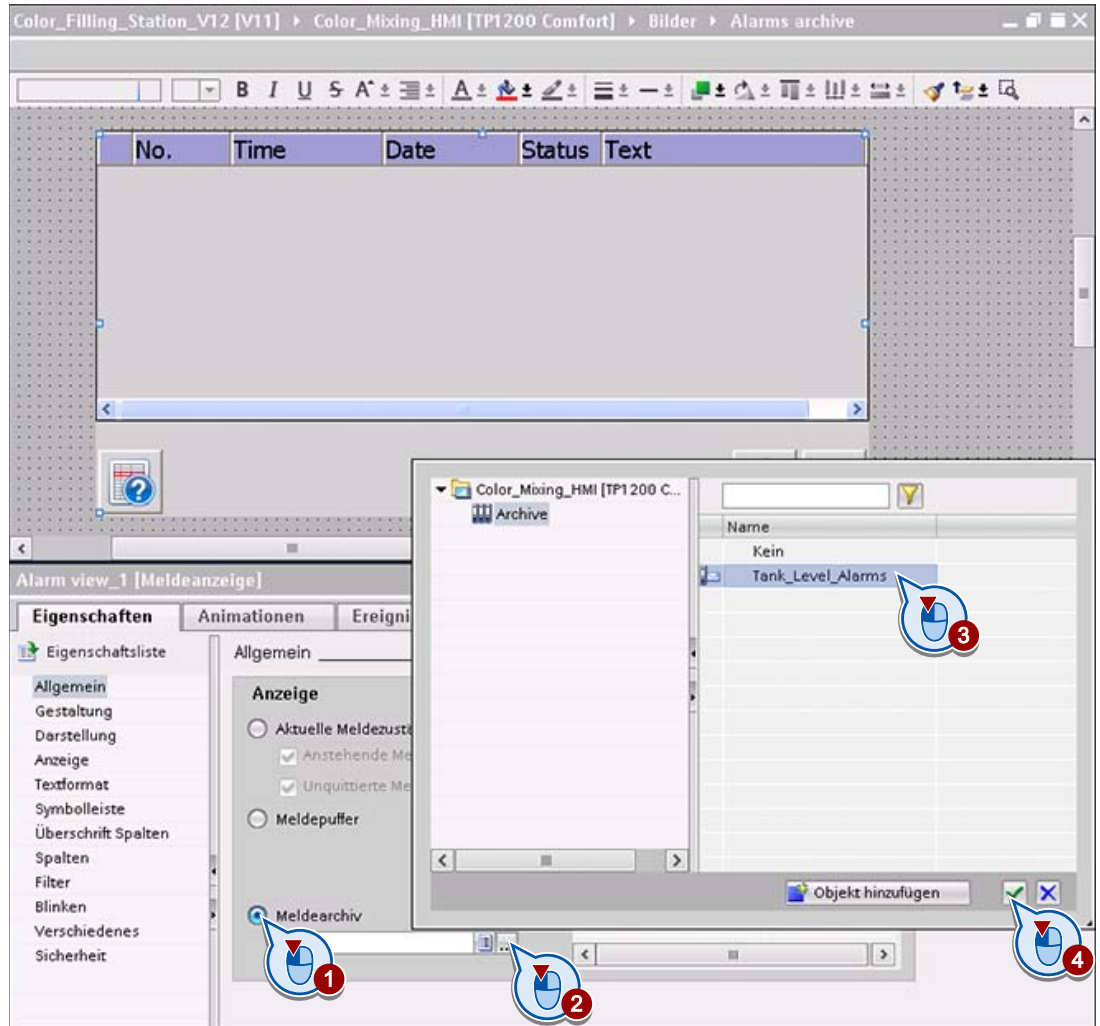 Color_Filling_Station_V12 [V11] ▸ Color_Mixing_HMI [TP1200 Comfort] ▸ Bilder ▸ Alarms archive
B I U S A
No. Time Date Status Text
Color_Mixing_HMI [TP1200 C...
Archive
Name
Kein
Tank_Level_Alarms
3
Alarm view_1 [Meldeanzeige]
Eigenschaften Animationen Ereigni
Eigenschaftsliste
Allgemein
Gestaltung
Darstellung
Anzeige
Textformat
Symbolleiste
Überschrift Spalten
Spalten
Filter
Blinken
Verschiedenes
Sicherheit
Allgemein
Anzeige
Aktuelle Meldezustä
Anstehende Me
Unquittierte Me
Meldepuffer
Meldearchiv
...
1
2
Objekt hinzufügen
4